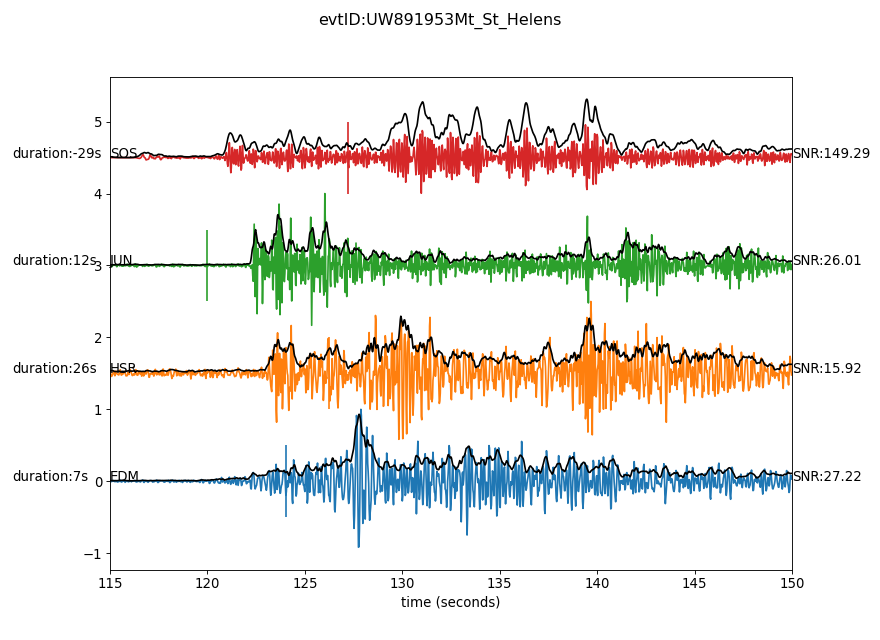 evtID:UW891953Mt_St_Helens
duration:-29s SOS SNR:149.29
duration:12s JUN SNR:26.01
duration:26s HSR SNR:15.92
duration:7s EDM SNR:27.22
5
4
3
2
1
0
−1
115 120 125 130 135 140 145 150
time (seconds)